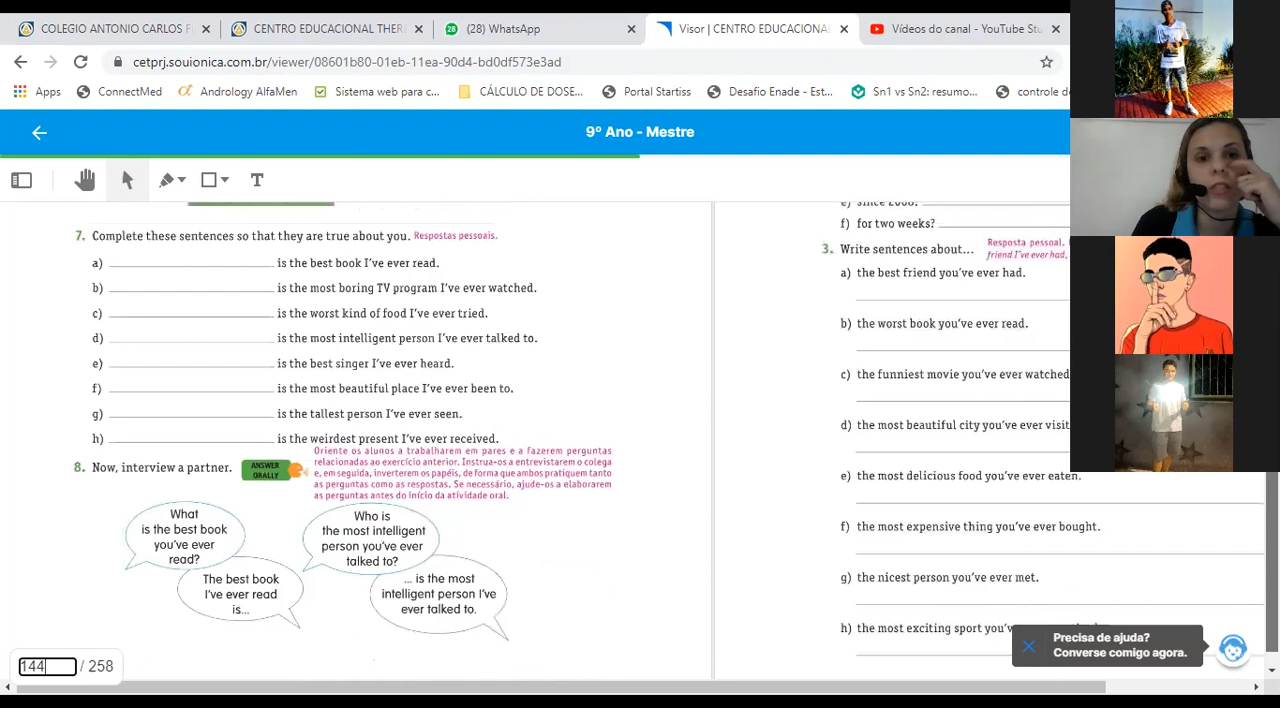 COLEGIO ANTONIO CARLOS
CENTRO EDUCACIONAL THER
(28) WhatsApp
Visor | CENTRO EDUCACIONA
Vídeos do canal - YouTube Stu
cetprj.souionica.com.br/viewer/08601b80-01eb-11ea-90d4-bd0df573e3ad
Apps
ConnectMed
Andrology AlfaMen
Sistema web para c...
CÁLCULO DE DOSE...
Portal Startiss
Desafio Enade - Est...
Sn1 vs Sn2: resumo...
controle d
9º Ano - Mestre
7. Complete these sentences so that they are true about you. Respostas pessoais.
a) is the best book I've ever read.
b) is the most boring TV program I've ever watched.
c) is the worst kind of food I've ever tried.
d) is the most intelligent person I've ever talked to.
e) is the best singer I've ever heard.
f) is the most beautiful place I've ever been to.
g) is the tallest person I've ever seen.
h) is the weirdest present I've ever received.
8. Now, interview a partner.
ANSWER
ORALLY
Oriente os alunos a trabalharem em pares e a fazerem perguntas
relacionadas ao exercício anterior. Instrua-os a entrevistarem o colega
e, em seguida, inverterem os papéis, de forma que ambos pratiquem tanto
as perguntas como as respostas. Se necessário, ajude-os a elaborarem
as perguntas antes do início da atividade oral.
What
is the best book
you've ever
read?
The best book
I've ever read
is...
Who is
the most intelligent
person you've ever
talked to?
... is the most
intelligent person I've
ever talked to.
144 / 258
e) since 2008?
f) for two weeks?
3. Write sentences about...
Resposta pessoal.
friend I've ever had,
a) the best friend you've ever had.
b) the worst book you've ever read.
c) the funniest movie you've ever watched
d) the most beautiful city you've ever visit
e) the most delicious food you've ever eaten.
f) the most expensive thing you've ever bought.
g) the nicest person you've ever met.
h) the most exciting sport you'v
Precisa de ajuda?
Converse comigo agora.